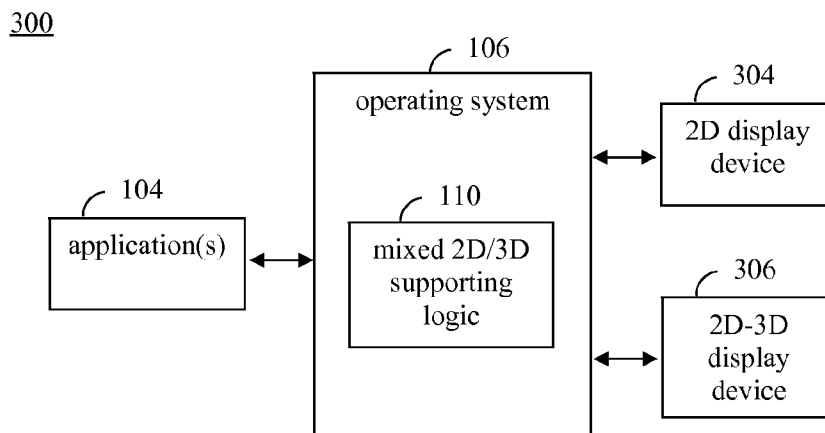 300
106
operating system
304
2D display
device
104
application(s)
110
mixed 2D/3D
supporting
logic
306
2D-3D
display
device